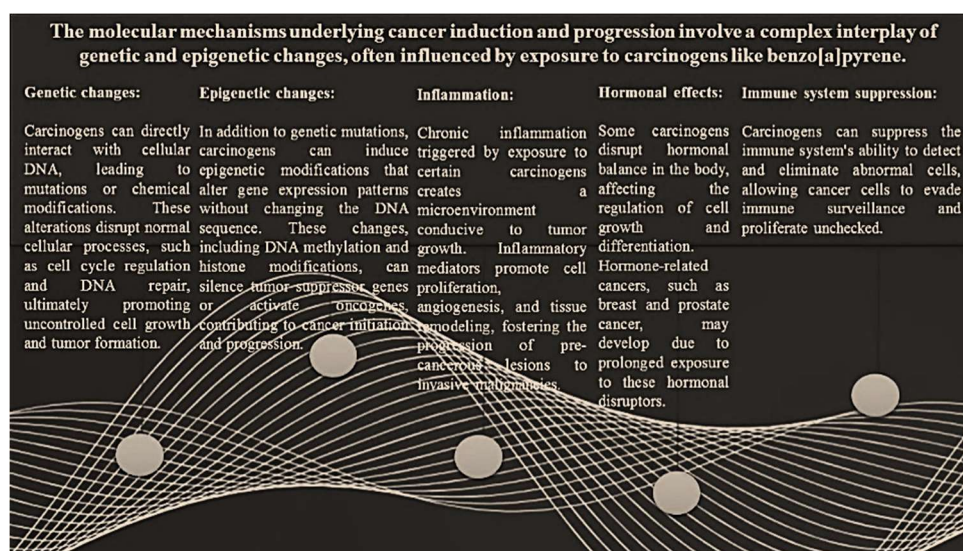 The molecular mechanisms underlying cancer induction and progression involve a complex interplay of
genetic and epigenetic changes, often influenced by exposure to carcinogens like benzo[a]pyrene.
Genetic changes:
Carcinogens can directly
interact with cellular
DNA, leading to
mutations or chemical
modifications. These
alterations disrupt normal
cellular processes, such
as cell cycle regulation
and DNA repair,
ultimately promoting
uncontrolled cell growth
and tumor formation.
Epigenetic changes:
In addition to genetic mutations,
carcinogens can induce
epigenetic modifications that
alter gene expression patterns
without changing the DNA
sequence. These changes,
including DNA methylation and
histone modifications, can
silence tumor suppressor genes
or activate oncogenes,
contributing to cancer initiation
and progression.
Inflammation:
Chronic inflammation
triggered by exposure to
certain carcinogens
creates a
microenvironment
conducive to tumor
growth. Inflammatory
mediators promote cell
proliferation,
angiogenesis, and tissue
remodeling, fostering the
progression of pre-
cancerous lesions to
invasive malignancies.
Hormonal effects:
Some carcinogens
disrupt hormonal
balance in the body,
affecting the
regulation of cell
growth and
differentiation.
Hormone-related
cancers, such as
breast and prostate
cancer, may
develop due to
prolonged exposure
to these hormonal
disruptors.
Immune system suppression:
Carcinogens can suppress the
immune system's ability to detect
and eliminate abnormal cells,
allowing cancer cells to evade
immune surveillance and
proliferate unchecked.